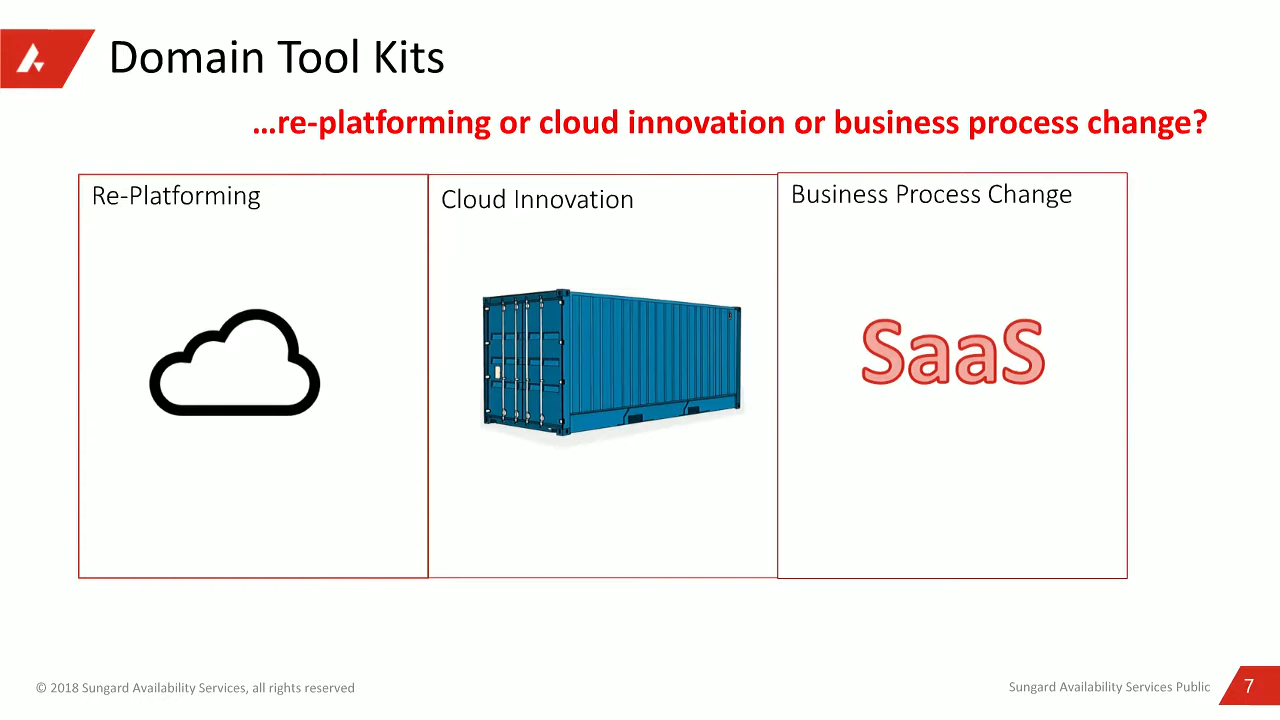 Domain Tool Kits
…re-platforming or cloud innovation or business process change?
Re-Platforming
Cloud Innovation
Business Process Change
SaaS
© 2018 Sungard Availability Services, all rights reserved
Sungard Availability Services Public
7